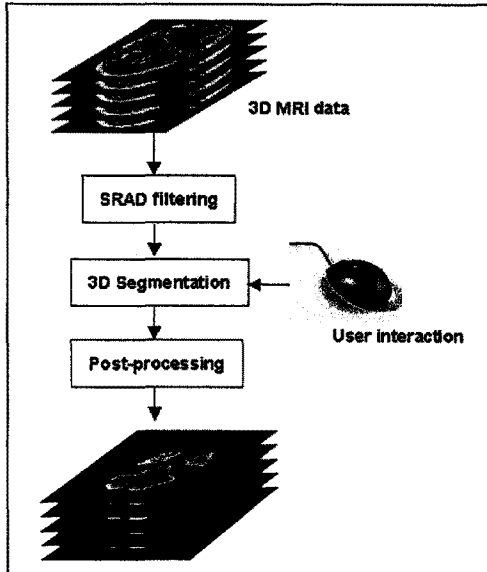 3D MRI data
SRAD filtering
3D Segmentation
User interaction
Post-processing